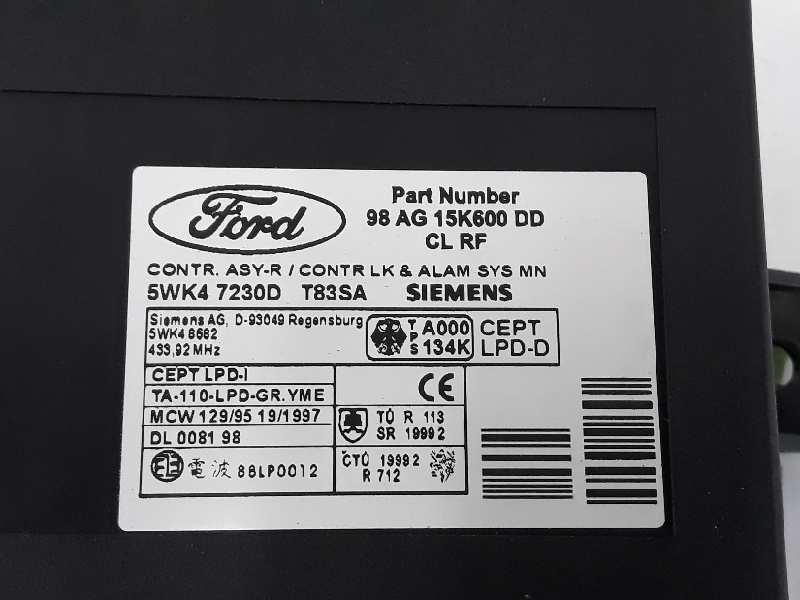 Ford
Part Number
98 AG 15K600 DD
CL RF
CONTR. ASY-R / CONTR LK & ALAM SYS MN
5WK4 7230D T83SA SIEMENS
Siemens AG, D-93049 Regensburg
5WK4 8662
433,92 MHz
TPS
A000
134K
CEPT
LPD-D
CEPT LPD-I
TA-110-LPD-GR.YME
MCW 129/95 19/1997
DL 0081 98
CE
TÚ R 113
SR 19992
電波 88LP0012
ČTÚ 19992
R 712